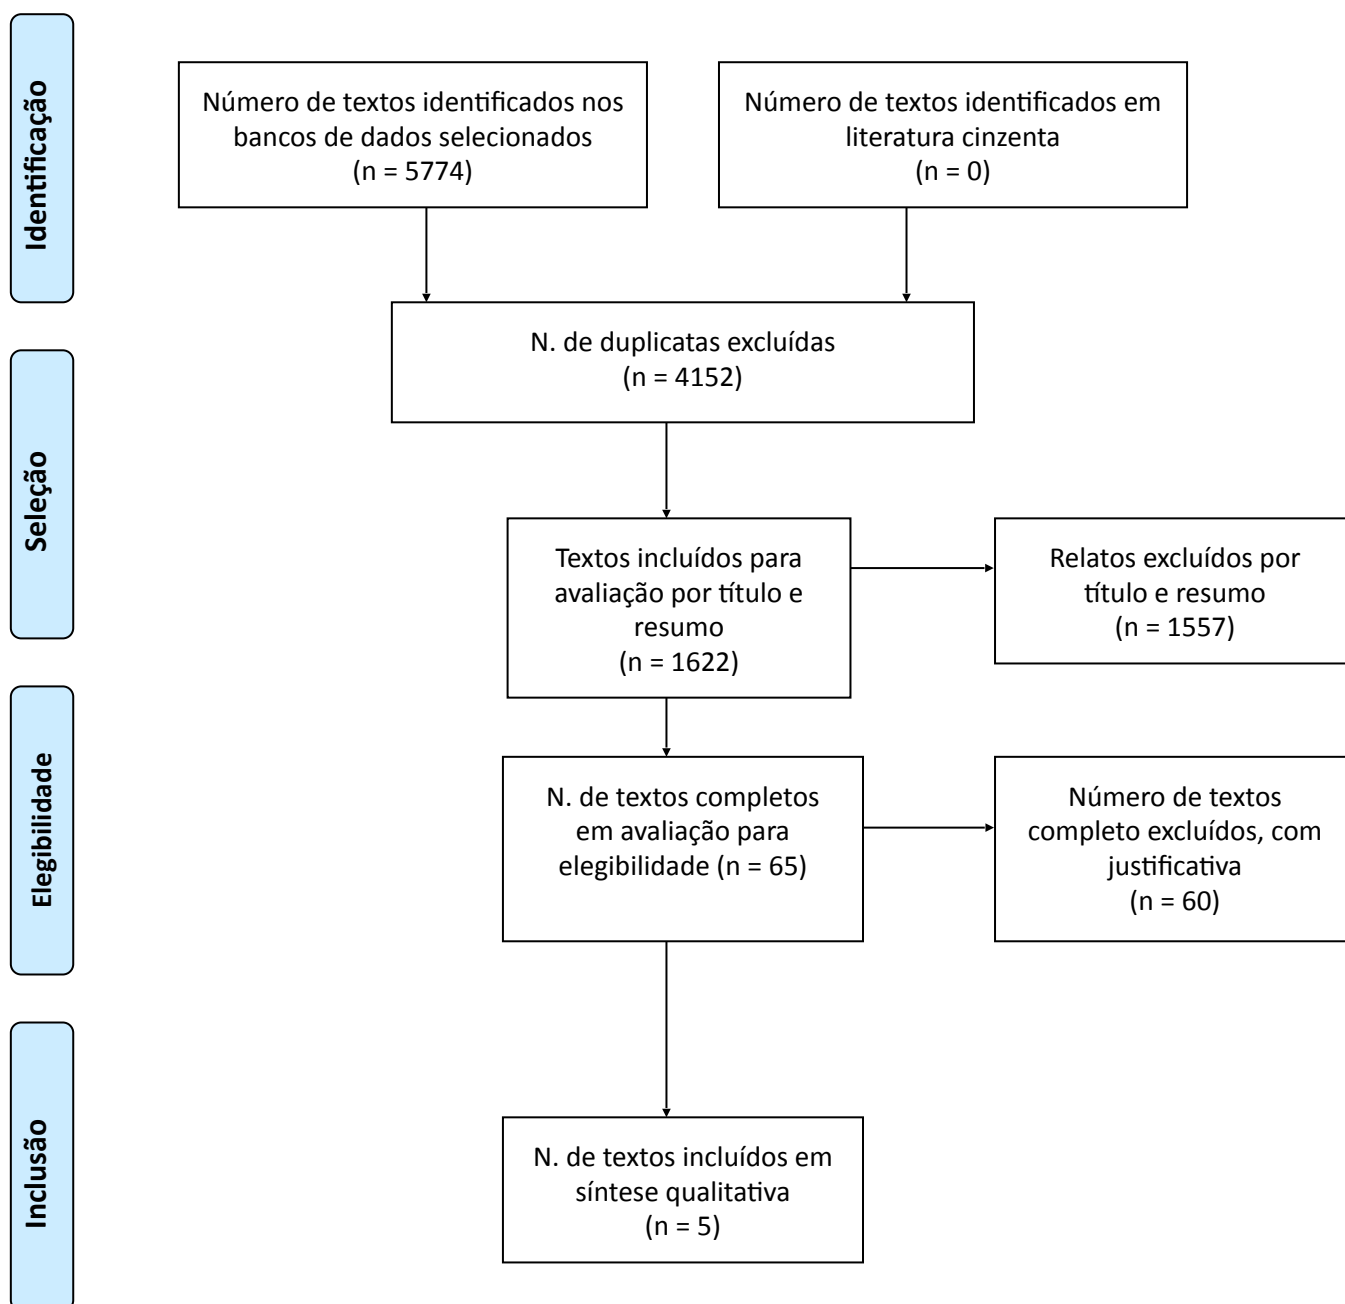 Identificação
Número de textos identificados nos
bancos de dados selecionados
(n = 5774)
Número de textos identificados em
literatura cinzenta
(n = 0)
N. de duplicatas excluídas
(n = 4152)
Seleção
Textos incluídos para
avaliação por título e
resumo
(n = 1622)
Relatos excluídos por
título e resumo
(n = 1557)
Elegibilidade
N. de textos completos
em avaliação para
elegibilidade (n = 65)
Número de textos
completo excluídos, com
justificativa
(n = 60)
Inclusão
N. de textos incluídos em
síntese qualitativa
(n = 5)